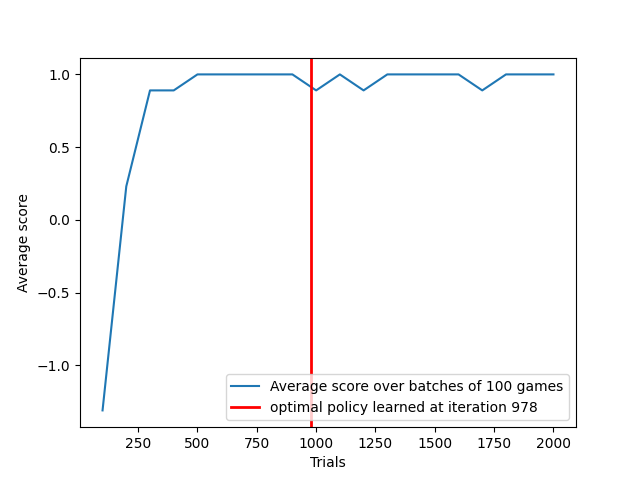 1.0
0.5
0.0
−0.5
−1.0
Average score
Average score over batches of 100 games
optimal policy learned at iteration 978
250 500 750 1000 1250 1500 1750 2000
Trials